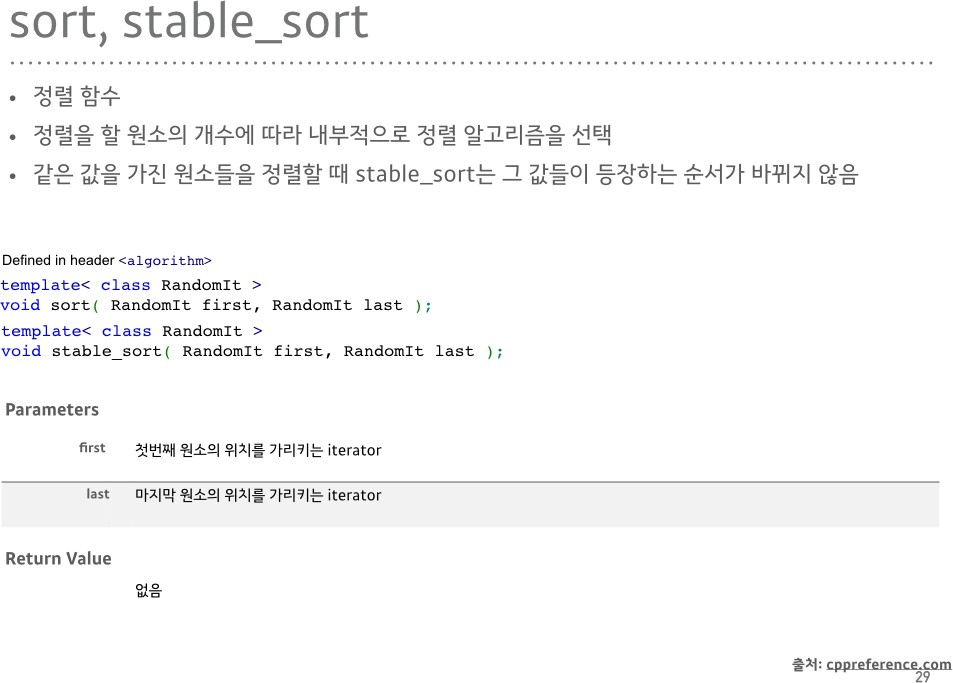 sort, stable_sort
• 정렬 함수
• 정렬을 할 원소의 개수에 따라 내부적으로 정렬 알고리즘을 선택
• 같은 값을 가진 원소들을 정렬할 때 stable_sort는 그 값들이 등장하는 순서가 바뀌지 않음
Defined in header <algorithm>
template< class RandomIt >
void sort( RandomIt first, RandomIt last );
template< class RandomIt >
void stable_sort( RandomIt first, RandomIt last );
Parameters
first 첫번째 원소의 위치를 가리키는 iterator
last 마지막 원소의 위치를 가리키는 iterator
Return Value
없음
출처: cppreference.com
29